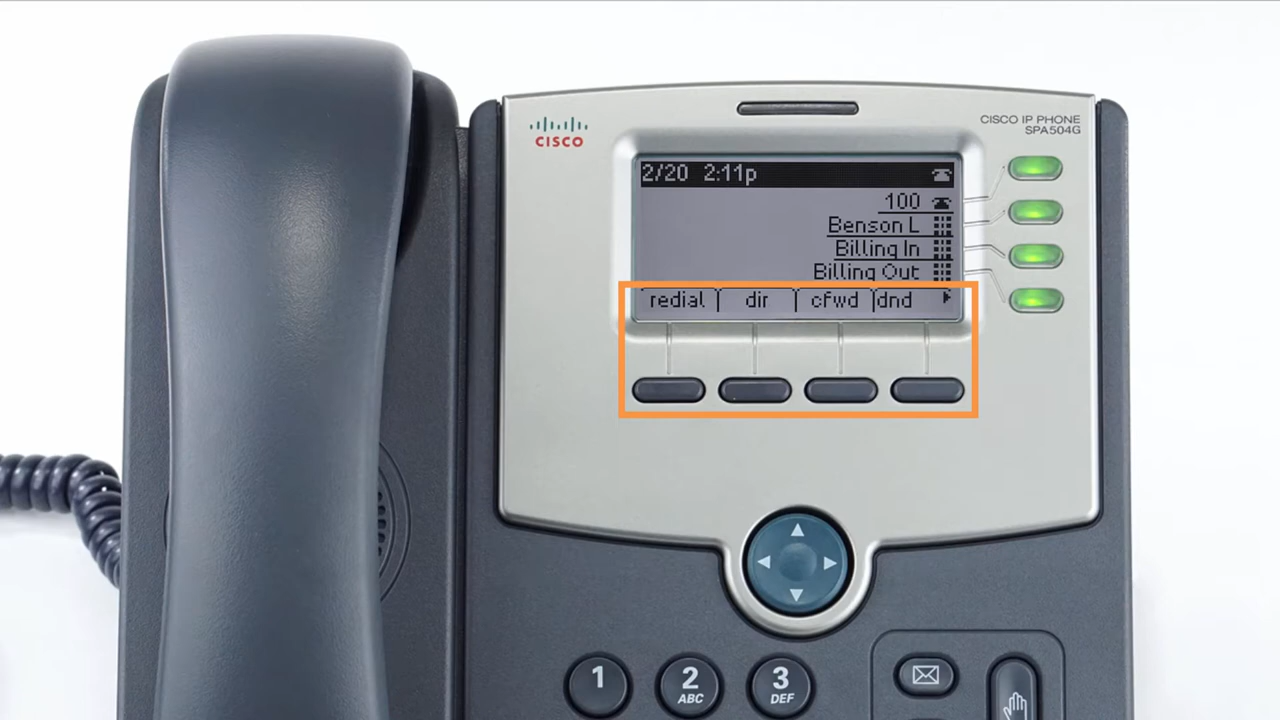 CISCO
CISCO IP PHONE
SPA504G
2/20 2:11p
100
Benson L
Billing In
Billing Out
redial dir cfwd dnd
1 2 3
ABC DEF